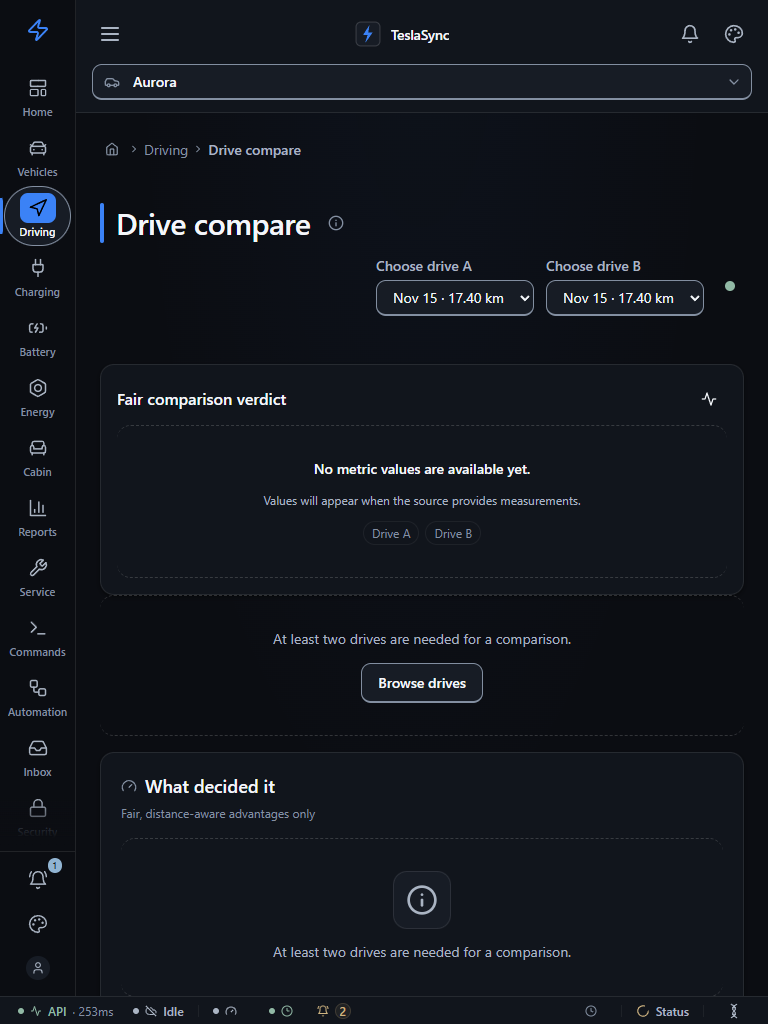 TeslaSync
Aurora
Home
Vehicles
Driving
Charging
Battery
Energy
Cabin
Reports
Service
Commands
Automation
Inbox
Security
1
Driving
Drive compare
Drive compare
Choose drive A
Choose drive B
Nov 15 · 17.40 km
Nov 15 · 17.40 km
Fair comparison verdict
No metric values are available yet.
Values will appear when the source provides measurements.
Drive A
Drive B
At least two drives are needed for a comparison.
Browse drives
What decided it
Fair, distance-aware advantages only
At least two drives are needed for a comparison.
API · 253ms
Idle
2
Status